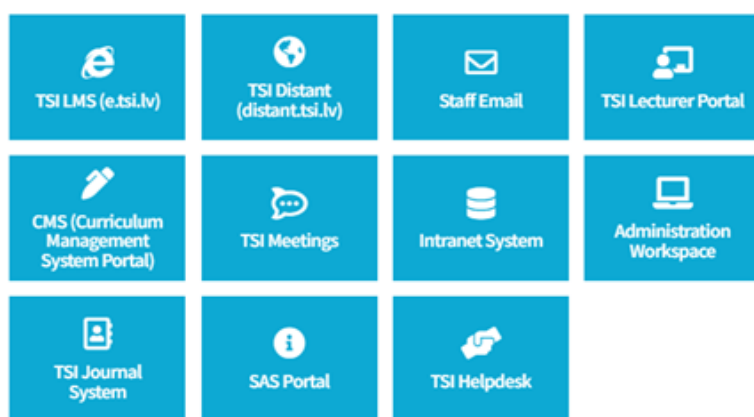 TSI LMS (e.tsi.lv)
TSI Distant
(distant.tsi.lv)
Staff Email
TSI Lecturer Portal
CMS (Curriculum
Management
System Portal)
TSI Meetings
Intranet System
Administration
Workspace
TSI Journal
System
SAS Portal
TSI Helpdesk